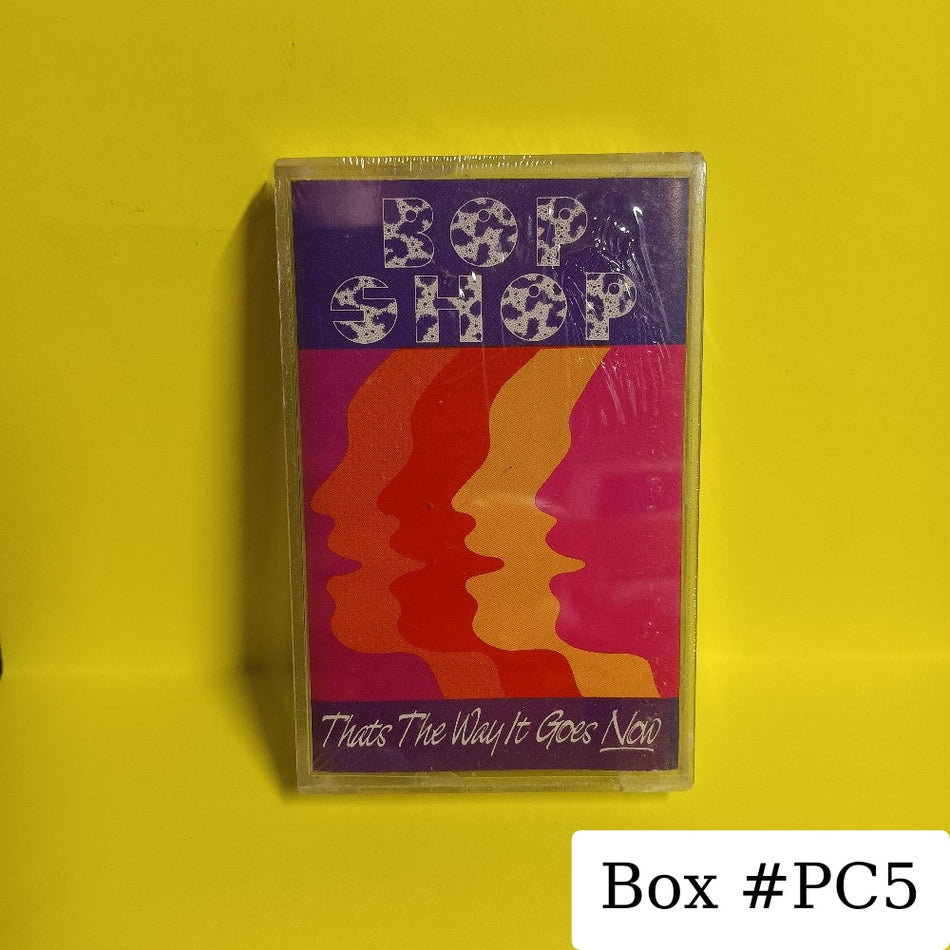 BOP
SHOP
Thats The Way It Goes Now
Box #PC5